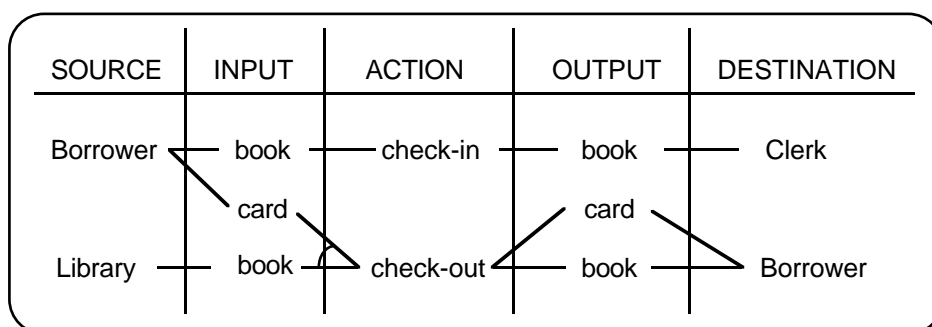 SOURCE INPUT ACTION OUTPUT DESTINATION
Borrower book check-in book Clerk
card card
Library book check-out book Borrower